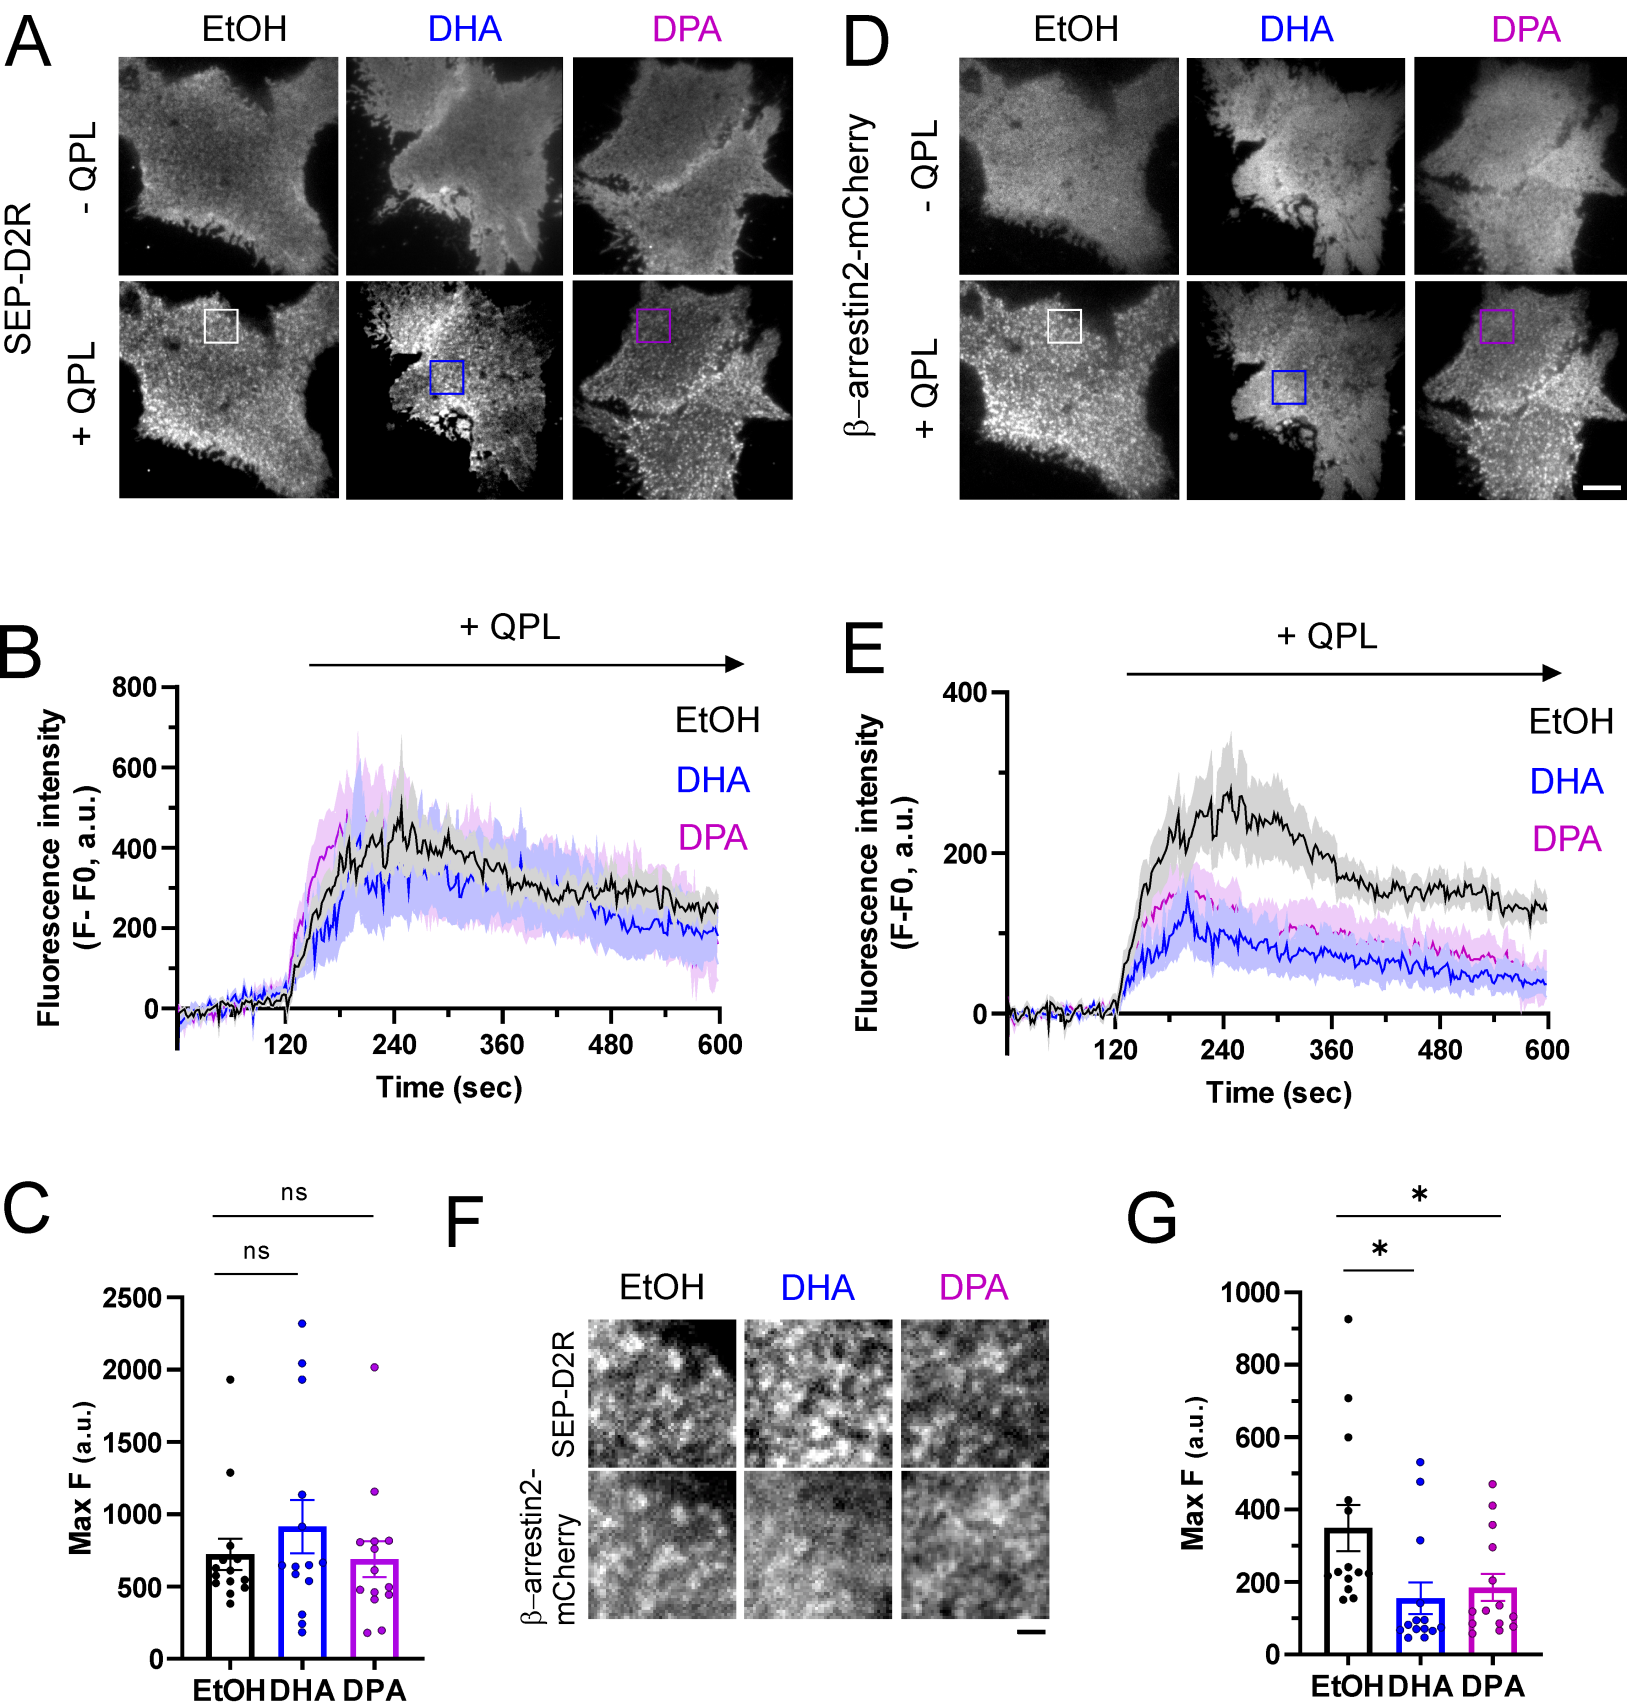 A
EtOH
DHA
DPA
SEP-D2R
- QPL
+ QPL
D
EtOH
DHA
DPA
β–arrestin2-mCherry
- QPL
+ QPL
B
+ QPL
Fluorescence intensity
(F- F0, a.u.)
800
600
400
200
0
120
240
360
480
600
Time (sec)
EtOH
DHA
DPA
E
+ QPL
Fluorescence intensity
(F-F0, a.u.)
400
200
0
120
240
360
480
600
Time (sec)
EtOH
DHA
DPA
C
ns
ns
Max F (a.u.)
2500
2000
1500
1000
500
0
EtOH
DHA
DPA
F
EtOH
DHA
DPA
SEP-D2R
β–arrestin2-
mCherry
G
*
*
Max F (a.u.)
1000
800
600
400
200
0
EtOH
DHA
DPA